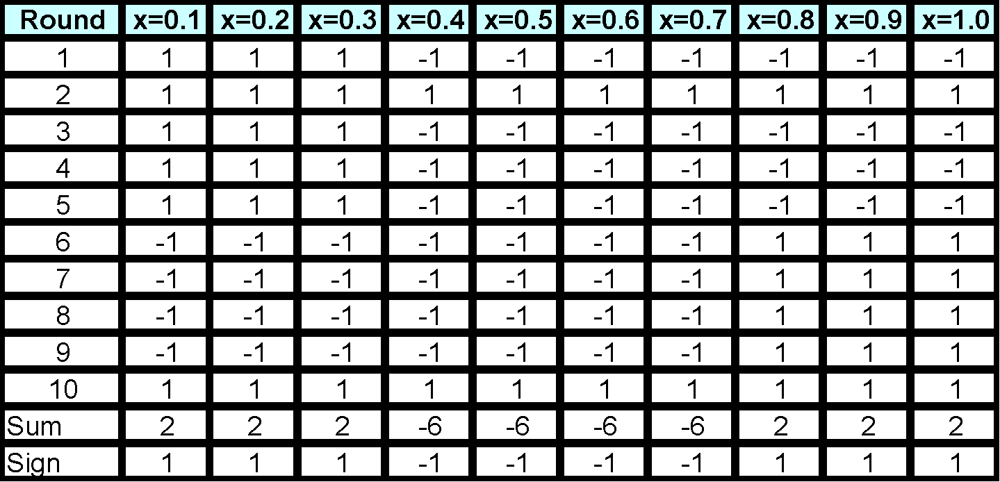 Round x=0.1 x=0.2 x=0.3 x=0.4 x=0.5 x=0.6 x=0.7 x=0.8 x=0.9 x=1.0
1 1 1 1 -1 -1 -1 -1 -1 -1 -1
2 1 1 1 1 1 1 1 1 1 1
3 1 1 1 -1 -1 -1 -1 -1 -1 -1
4 1 1 1 -1 -1 -1 -1 -1 -1 -1
5 1 1 1 -1 -1 -1 -1 -1 -1 -1
6 -1 -1 -1 -1 -1 -1 -1 1 1 1
7 -1 -1 -1 -1 -1 -1 -1 1 1 1
8 -1 -1 -1 -1 -1 -1 -1 1 1 1
9 -1 -1 -1 -1 -1 -1 -1 1 1 1
10 1 1 1 1 1 1 1 1 1 1
Sum 2 2 2 -6 -6 -6 -6 2 2 2
Sign 1 1 1 -1 -1 -1 -1 1 1 1